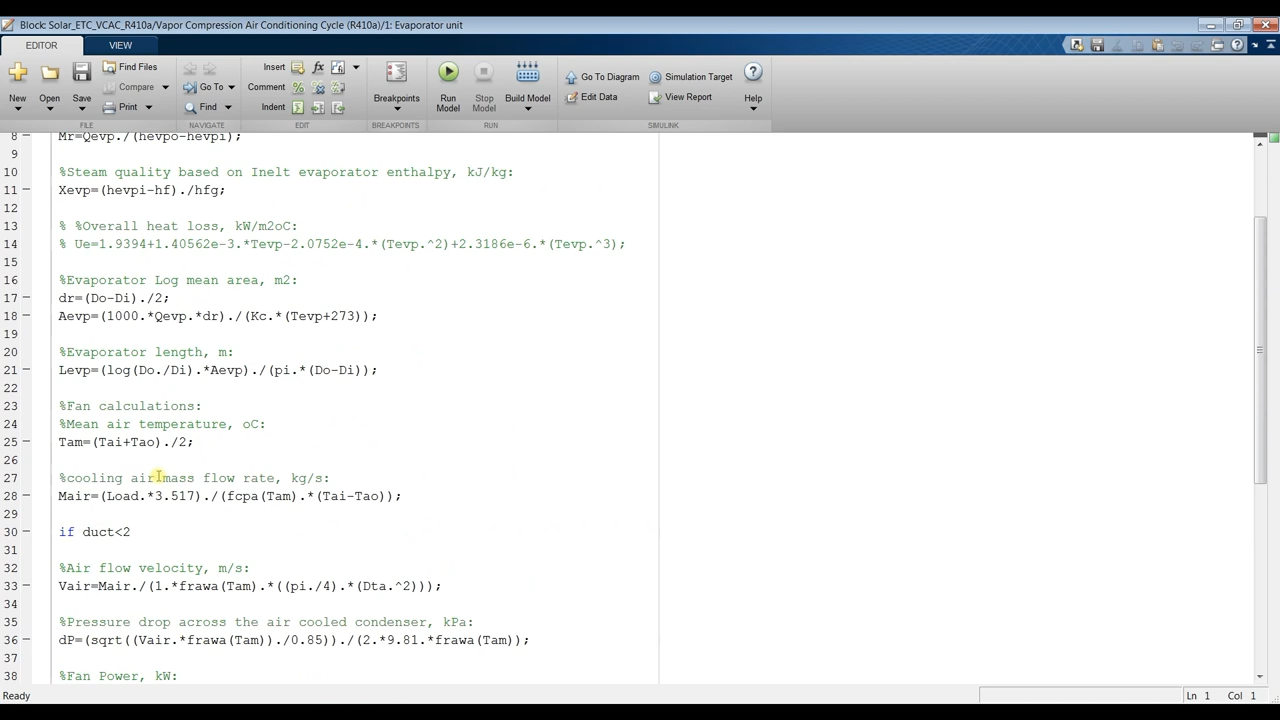 Block: Solar_ETC_VCAC_R410a/Vapor Compression Air Conditioning Cycle (R410a)/1: Evaporator unit
EDITOR VIEW
New Open Save Find Files Compare Print
Go To Find
Insert Comment Indent
Breakpoints
Run Model Stop Model Build Model
Go To Diagram Edit Data Simulation Target View Report
Help
FILE NAVIGATE EDIT BREAKPOINTS RUN SIMULINK
8 Mr=Qevp./(hevpo-hevpi);
9
10 %Steam quality based on Inelt evaporator enthalpy, kJ/kg:
11 Xevp=(hevpi-hf)./hfg;
12
13 % %Overall heat loss, kW/m2oC:
14 % Ue=1.9394+1.40562e-3.*Tevp-2.0752e-4.*(Tevp.^2)+2.3186e-6.*(Tevp.^3);
15
16 %Evaporator Log mean area, m2:
17 dr=(Do-Di)./2;
18 Aevp=(1000.*Qevp.*dr)./(Kc.*(Tevp+273));
19
20 %Evaporator length, m:
21 Levp=(log(Do./Di).*Aevp)./(pi.*(Do-Di));
22
23 %Fan calculations:
24 %Mean air temperature, oC:
25 Tam=(Tai+Tao)./2;
26
27 %cooling air mass flow rate, kg/s:
28 Mair=(Load.*3.517)./(fcpa(Tam).*(Tai-Tao));
29
30 if duct<2
31
32 %Air flow velocity, m/s:
33 Vair=Mair./(1.*frawa(Tam).*((pi./4).*(Dta.^2)));
34
35 %Pressure drop across the air cooled condenser, kPa:
36 dP=(sqrt((Vair.*frawa(Tam))./0.85))./(2.*9.81.*frawa(Tam));
37
38 %Fan Power, kW:
Ready Ln 1 Col 1